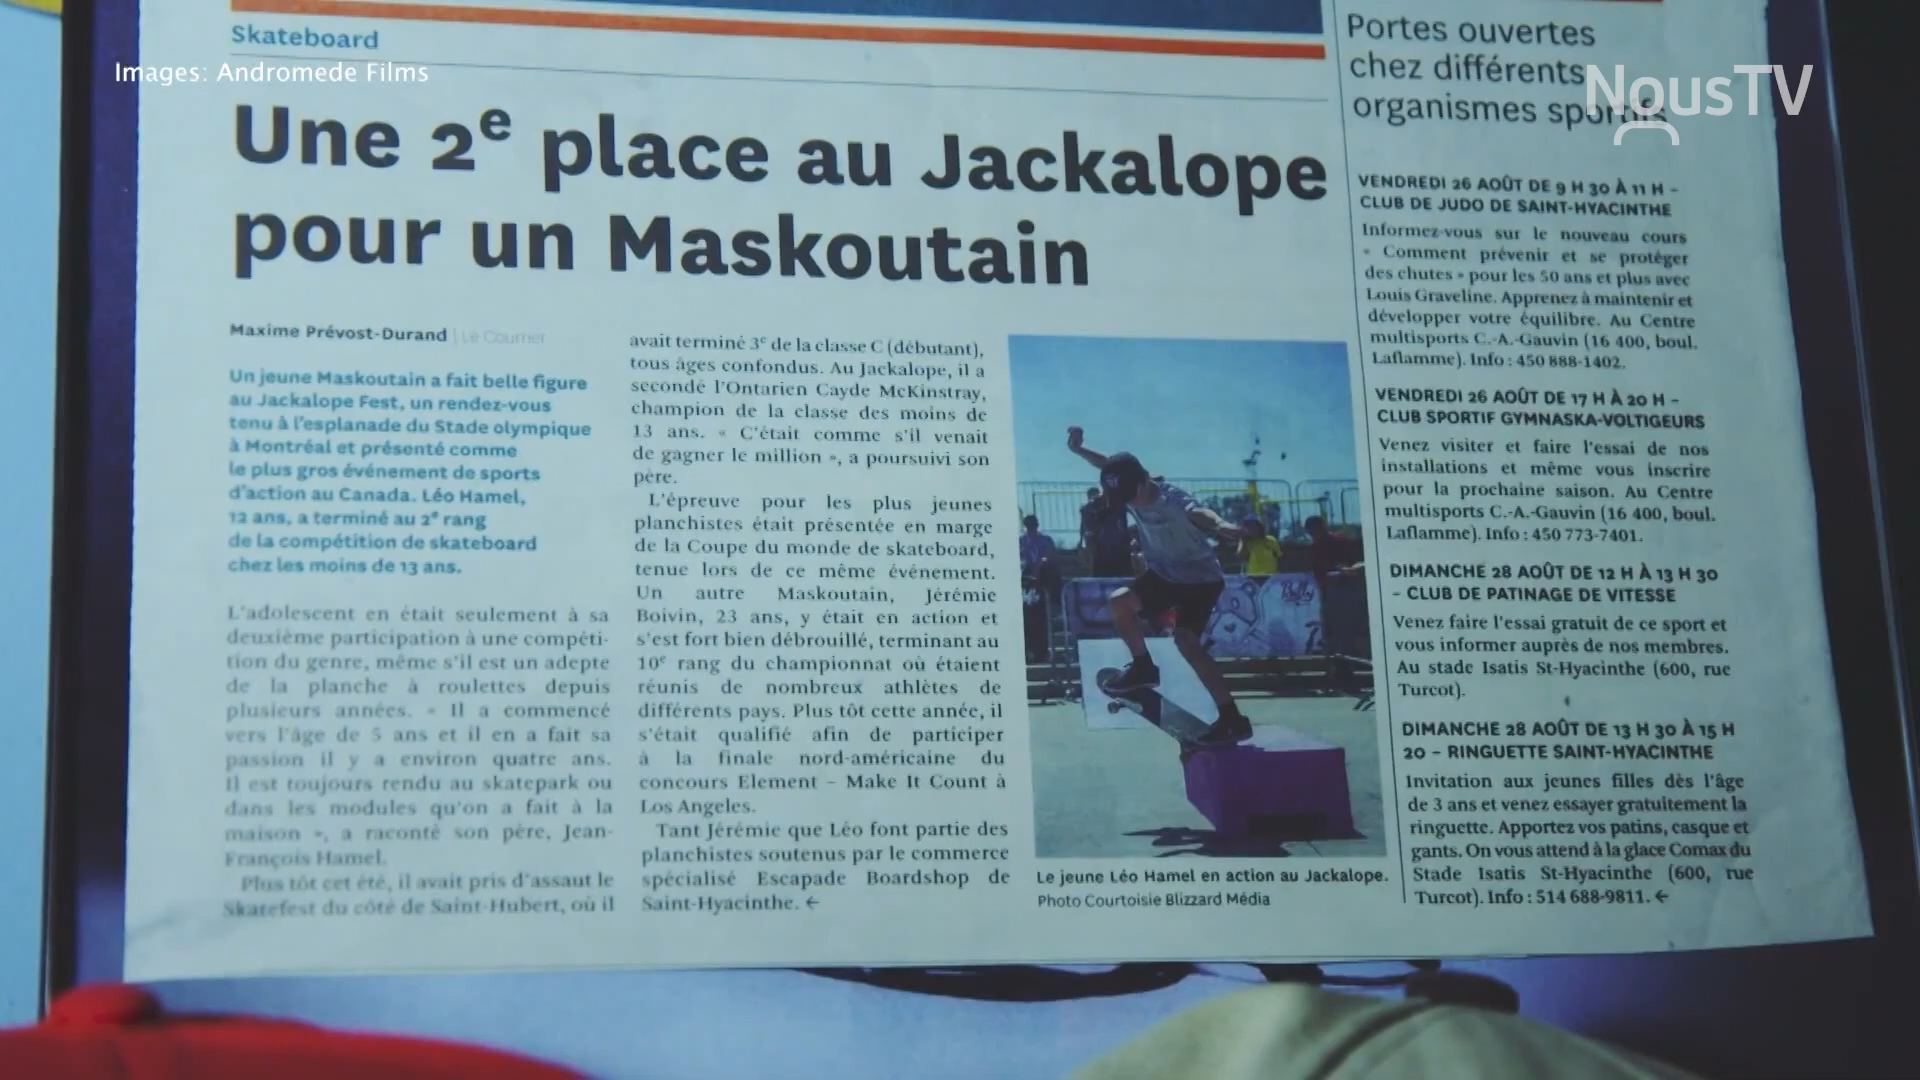 Skateboard
Images: Andromede Films
NousTV
Une 2e place au Jackalope
pour un Maskoutain
Maxime Prévost-Durand | Le Courrier
Un jeune Maskoutain a fait belle figure
au Jackalope Fest, un rendez-vous
tenu à l'esplanade du Stade olympique
à Montréal et présenté comme
le plus gros événement de sports
d'action au Canada. Léo Hamel,
12 ans, a terminé au 2e rang
de la compétition de skateboard
chez les moins de 13 ans.
L'adolescent en était seulement à sa
deuxième participation à une compéti-
tion du genre, même s'il est un adepte
de la planche à roulettes depuis
plusieurs années. « Il a commencé
vers l'âge de 5 ans et il en a fait sa
passion il y a environ quatre ans.
Il est toujours rendu au skatepark ou
dans les modules qu'on a fait à la
maison », a raconté son père, Jean-
François Hamel.
Plus tôt cet été, il avait pris d'assaut le
Skatefest du côté de Saint-Hubert, où il
avait terminé 3e de la classe C (débutant),
tous âges confondus. Au Jackalope, il a
secondé l'Ontarien Cayde McKinstray,
champion de la classe des moins de
13 ans. « C'était comme s'il venait
de gagner le million », a poursuivi son
père.
L'épreuve pour les plus jeunes
planchistes était présentée en marge
de la Coupe du monde de skateboard,
tenue lors de ce même événement.
Un autre Maskoutain, Jérémie
Boivin, 23 ans, y était en action et
s'est fort bien débrouillé, terminant au
10e rang du championnat où étaient
réunis de nombreux athlètes de
différents pays. Plus tôt cette année, il
s'était qualifié afin de participer
à la finale nord-américaine du
concours Element – Make It Count à
Los Angeles.
Tant Jérémie que Léo font partie des
planchistes soutenus par le commerce
spécialisé Escapade Boardshop de
Saint-Hyacinthe. ←
Le jeune Léo Hamel en action au Jackalope.
Photo Courtoisie Blizzard Média
Portes ouvertes
chez différents
organismes sportifs
VENDREDI 26 AOÛT DE 9 H 30 À 11 H –
CLUB DE JUDO DE SAINT-HYACINTHE
Informez-vous sur le nouveau cours
« Comment prévenir et se protéger
des chutes » pour les 50 ans et plus avec
Louis Graveline. Apprenez à maintenir et
développer votre équilibre. Au Centre
multisports C.-A.-Gauvin (16 400, boul.
Laflamme). Info : 450 888-1402.
VENDREDI 26 AOÛT DE 17 H À 20 H –
CLUB SPORTIF GYMNASKA-VOLTIGEURS
Venez visiter et faire l'essai de nos
installations et même vous inscrire
pour la prochaine saison. Au Centre
multisports C.-A.-Gauvin (16 400, boul.
Laflamme). Info : 450 773-7401.
DIMANCHE 28 AOÛT DE 12 H À 13 H 30
– CLUB DE PATINAGE DE VITESSE
Venez faire l'essai gratuit de ce sport et
vous informer auprès de nos membres.
Au stade Isatis St-Hyacinthe (600, rue
Turcot).
DIMANCHE 28 AOÛT DE 13 H 30 À 15 H
20 – RINGUETTE SAINT-HYACINTHE
Invitation aux jeunes filles dès l'âge
de 3 ans et venez essayer gratuitement la
ringuette. Apportez vos patins, casque et
gants. On vous attend à la glace Comax du
Stade Isatis St-Hyacinthe (600, rue
Turcot). Info : 514 688-9811. ←